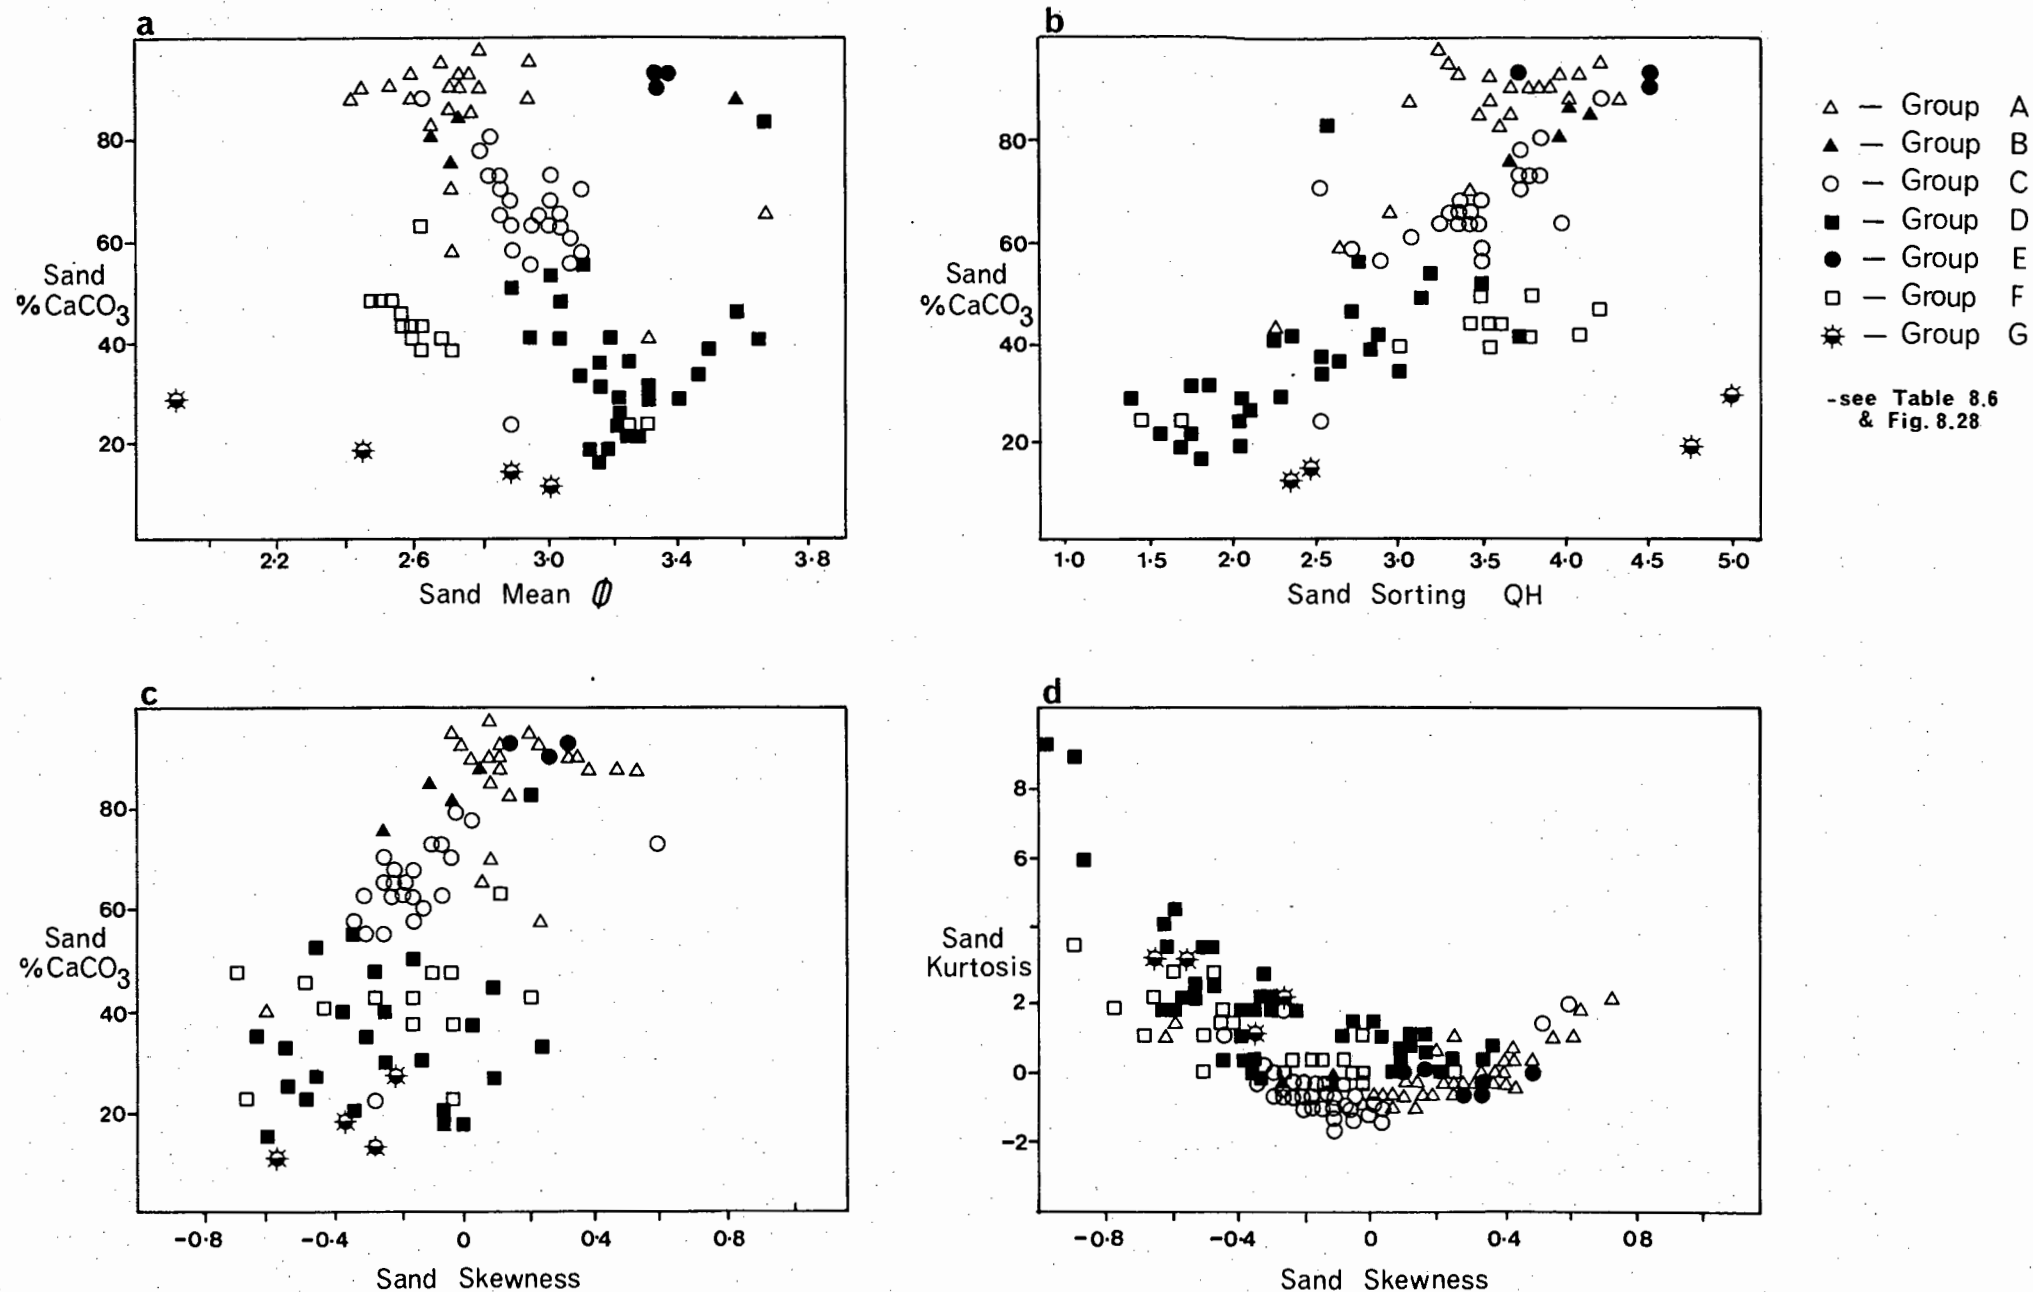 a
80
60
40
20
Sand
%CaCO3
2·2 2·6 3·0 3·4 3·8
Sand Mean Ø
b
80
60
40
20
Sand
%CaCO3
1·0 1·5 2·0 2·5 3·0 3·5 4·0 4·5 5·0
Sand Sorting QH
△ — Group A
▲ — Group B
○ — Group C
■ — Group D
● — Group E
□ — Group F
— Group G
-see Table 8.6
& Fig. 8.28
c
80
60
40
20
Sand
%CaCO3
-0·8 -0·4 0 0·4 0·8
Sand Skewness
d
8
6
2
0
-2
Sand
Kurtosis
-0·8 -0·4 0 0·4 08
Sand Skewness